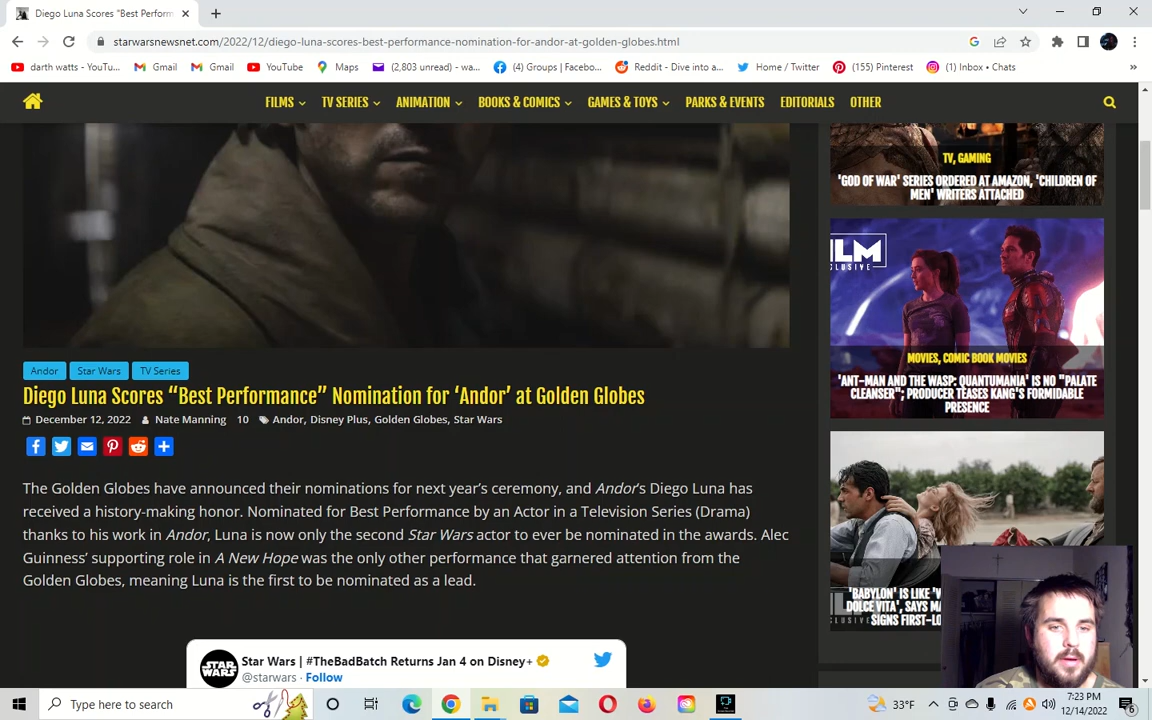 Diego Luna Scores "Best Perform
starwarsnewsnet.com/2022/12/diego-luna-scores-best-performance-nomination-for-andor-at-golden-globes.html
darth watts - YouTu...
Gmail
Gmail
YouTube
Maps
(2,803 unread) - wa...
(4) Groups | Facebo...
Reddit - Dive into a...
Home / Twitter
(155) Pinterest
(1) Inbox • Chats
»
FILMS
TV SERIES
ANIMATION
BOOKS & COMICS
GAMES & TOYS
PARKS & EVENTS
EDITORIALS
OTHER
TV, GAMING
'GOD OF WAR' SERIES ORDERED AT AMAZON, 'CHILDREN OF
MEN' WRITERS ATTACHED
MOVIES, COMIC BOOK MOVIES
'ANT-MAN AND THE WASP: QUANTUMANIA' IS NO "PALATE
CLEANSER"; PRODUCER TEASES KANG'S FORMIDABLE
PRESENCE
'BABYLON' IS LIKE
DOLCE VITA', SAYS
SIGNS
Andor
Star Wars
TV Series
Diego Luna Scores “Best Performance” Nomination for ‘Andor’ at Golden Globes
December 12, 2022 Nate Manning 10 Andor, Disney Plus, Golden Globes, Star Wars
The Golden Globes have announced their nominations for next year’s ceremony, and Andor’s Diego Luna has
received a history-making honor. Nominated for Best Performance by an Actor in a Television Series (Drama)
thanks to his work in Andor, Luna is now only the second Star Wars actor to ever be nominated in the awards. Alec
Guinness’ supporting role in A New Hope was the only other performance that garnered attention from the
Golden Globes, meaning Luna is the first to be nominated as a lead.
STAR WARS
Star Wars | #TheBadBatch Returns Jan 4 on Disney+
@starwars · Follow
Type here to search
33°F
7:23 PM
12/14/2022
6